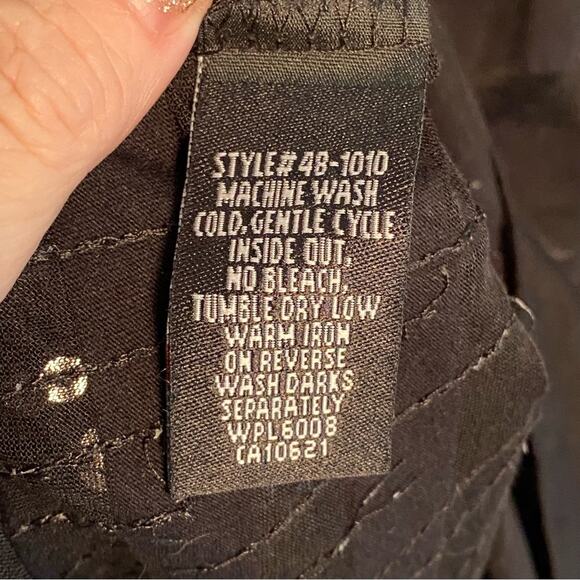 STYLE# 48-1010
MACHINE WASH
COLD, GENTLE CYCLE
INSIDE OUT,
NO BLEACH,
TUMBLE DRY LOW
WARM IRON
ON REVERSE
WASH DARKS
SEPARATELY
WPL6008
CA10621